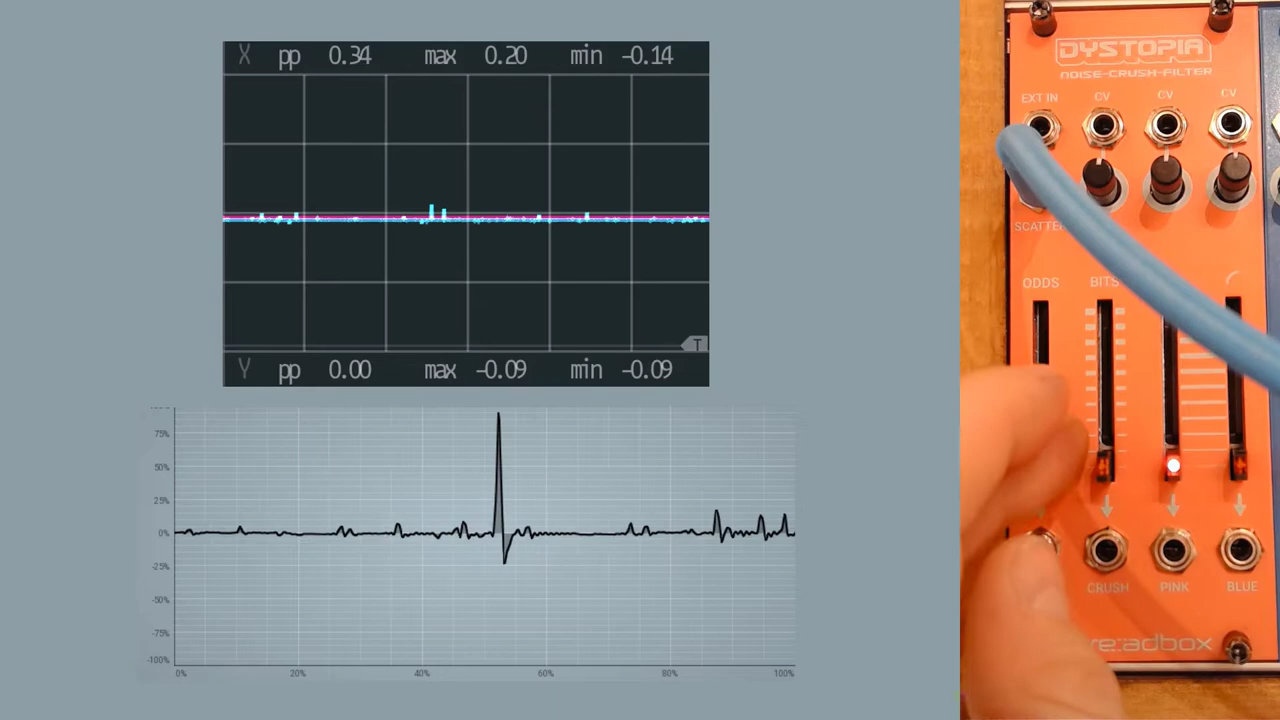 X pp 0.34 max 0.20 min -0.14
T
Y pp 0.00 max -0.09 min -0.09
75%
50%
25%
0%
-25%
-50%
-75%
-100%
0% 20% 40% 60% 80% 100%
DYSTOPIA
NOISE-CRUSH-FILTER
EXT IN CV CV CV
ODDS BITS
CRUSH PINK BLUE